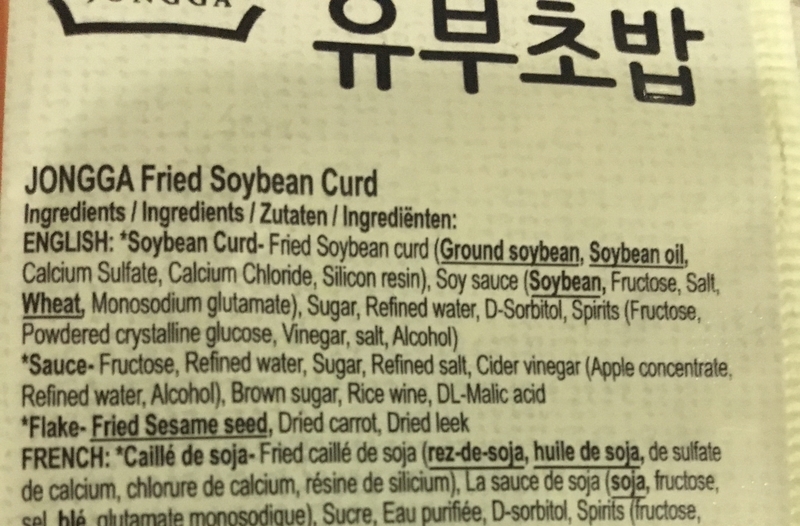 JONGGA
유부초밥
JONGGA Fried Soybean Curd
Ingredients / Ingredients / Zutaten / Ingrediënten:
ENGLISH: *Soybean Curd- Fried Soybean curd (Ground soybean, Soybean oil,
Calcium Sulfate, Calcium Chloride, Silicon resin), Soy sauce (Soybean, Fructose, Salt,
Wheat, Monosodium glutamate), Sugar, Refined water, D-Sorbitol, Spirits (Fructose,
Powdered crystalline glucose, Vinegar, salt, Alcohol)
*Sauce- Fructose, Refined water, Sugar, Refined salt, Cider vinegar (Apple concentrate,
Refined water, Alcohol), Brown sugar, Rice wine, DL-Malic acid
*Flake- Fried Sesame seed, Dried carrot, Dried leek
FRENCH: *Caillé de soja- Fried caillé de soja (rez-de-soja, huile de soja, de sulfate
de calcium, chlorure de calcium, résine de silicium), La sauce de soja (soja, fructose,
sel, blé, glutamate monosodique), Sucre, Eau purifiée, D-sorbitol, Spirits (fructose,